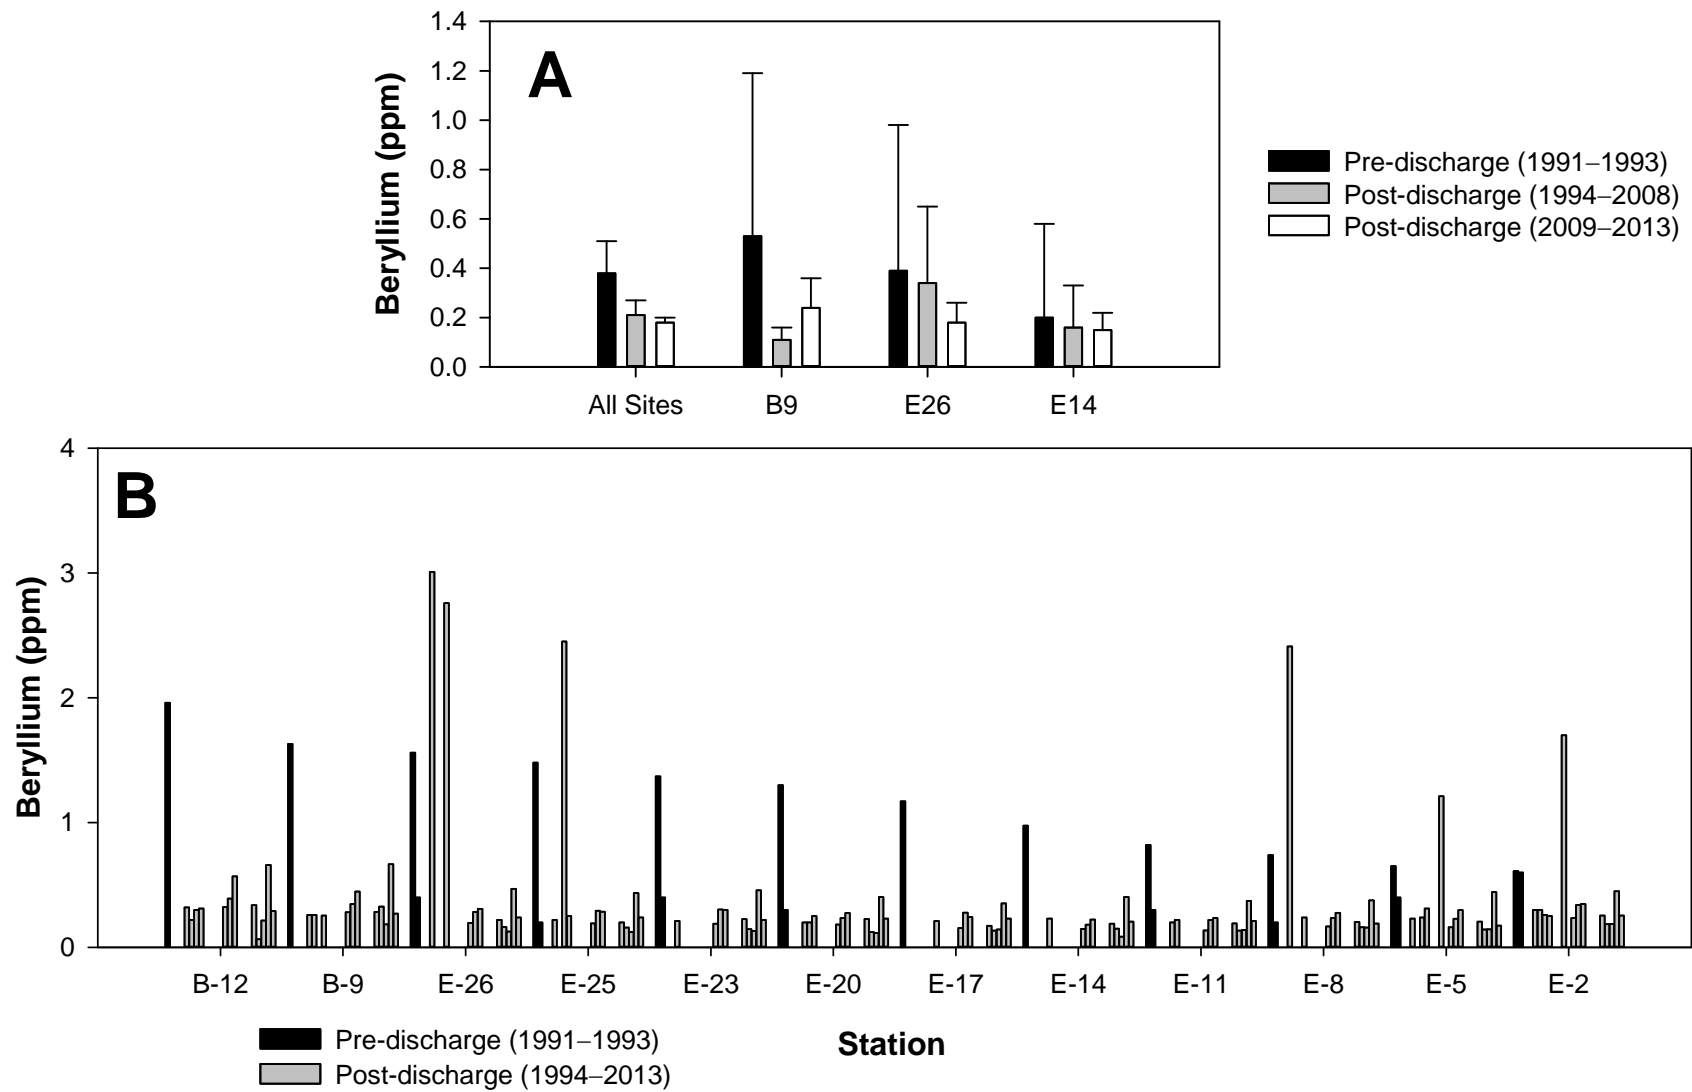 A
Beryllium (ppm)
1.4
1.2
1.0
0.8
0.6
0.4
0.2
0.0
All Sites B9 E26 E14
Pre-discharge (1991–1993)
Post-discharge (1994–2008)
Post-discharge (2009–2013)
B
Beryllium (ppm)
4
3
2
1
0
B-12 B-9 E-26 E-25 E-23 E-20 E-17 E-14 E-11 E-8 E-5 E-2
Station
Pre-discharge (1991–1993)
Post-discharge (1994–2013)